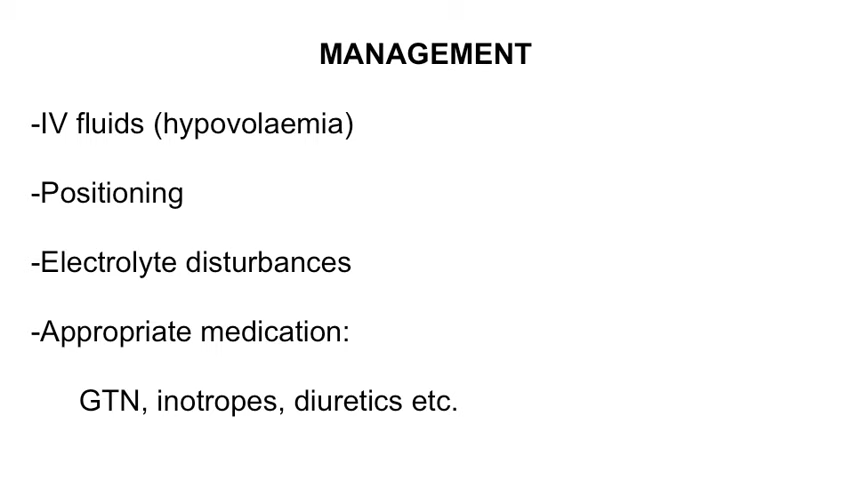 MANAGEMENT
-IV fluids (hypovolaemia)
-Positioning
-Electrolyte disturbances
-Appropriate medication:
GTN, inotropes, diuretics etc.